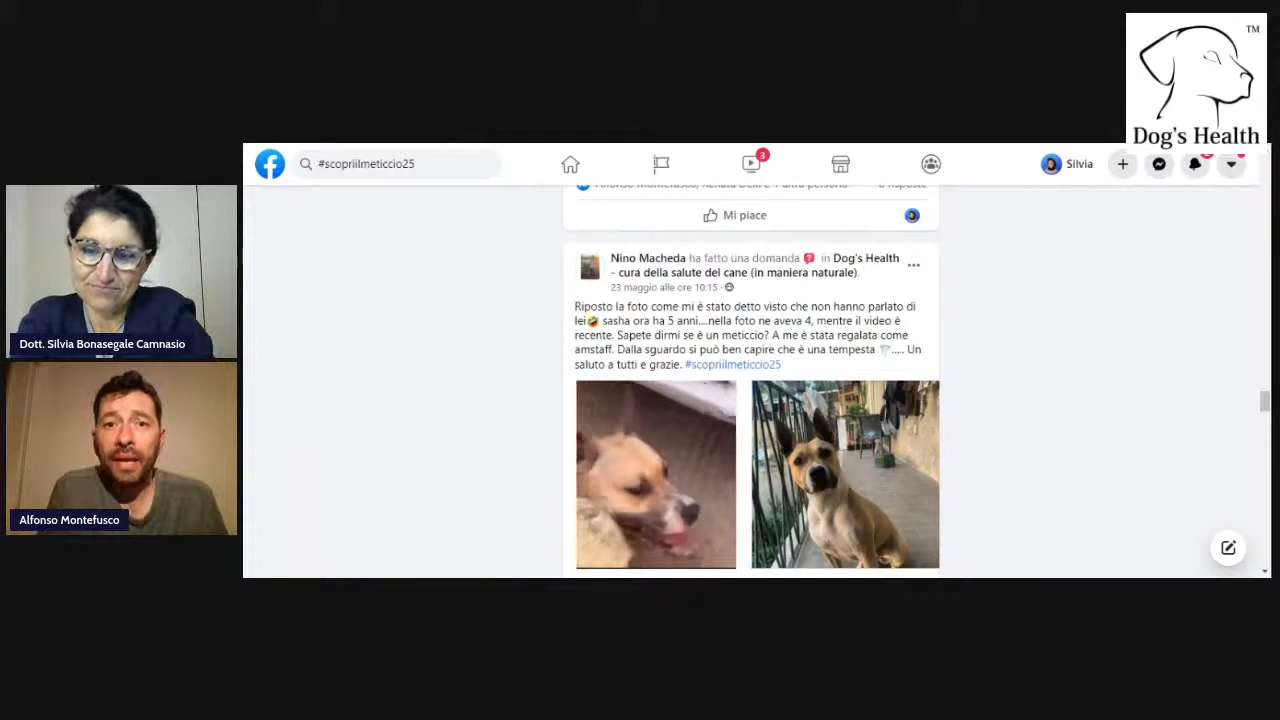 TM
Dog's Health
#scopriilmeticcio25
3
Silvia
Mi piace
Nino Macheda ha fatto una domanda in Dog's Health
- cura della salute del cane (in maniera naturale).
23 maggio alle ore 10:15 ·
Riposto la foto come mi è stato detto visto che non hanno parlato di
lei🤣 sasha ora ha 5 anni....nella foto ne aveva 4, mentre il video è
recente. Sapete dirmi se è un meticcio? A me è stata regalata come
amstaff. Dalla sguardo si può ben capire che è una tempesta 🌪..... Un
saluto a tutti e grazie. #scopriilmeticcio25
Dott. Silvia Bonasegale Camnasio
Alfonso Montefusco